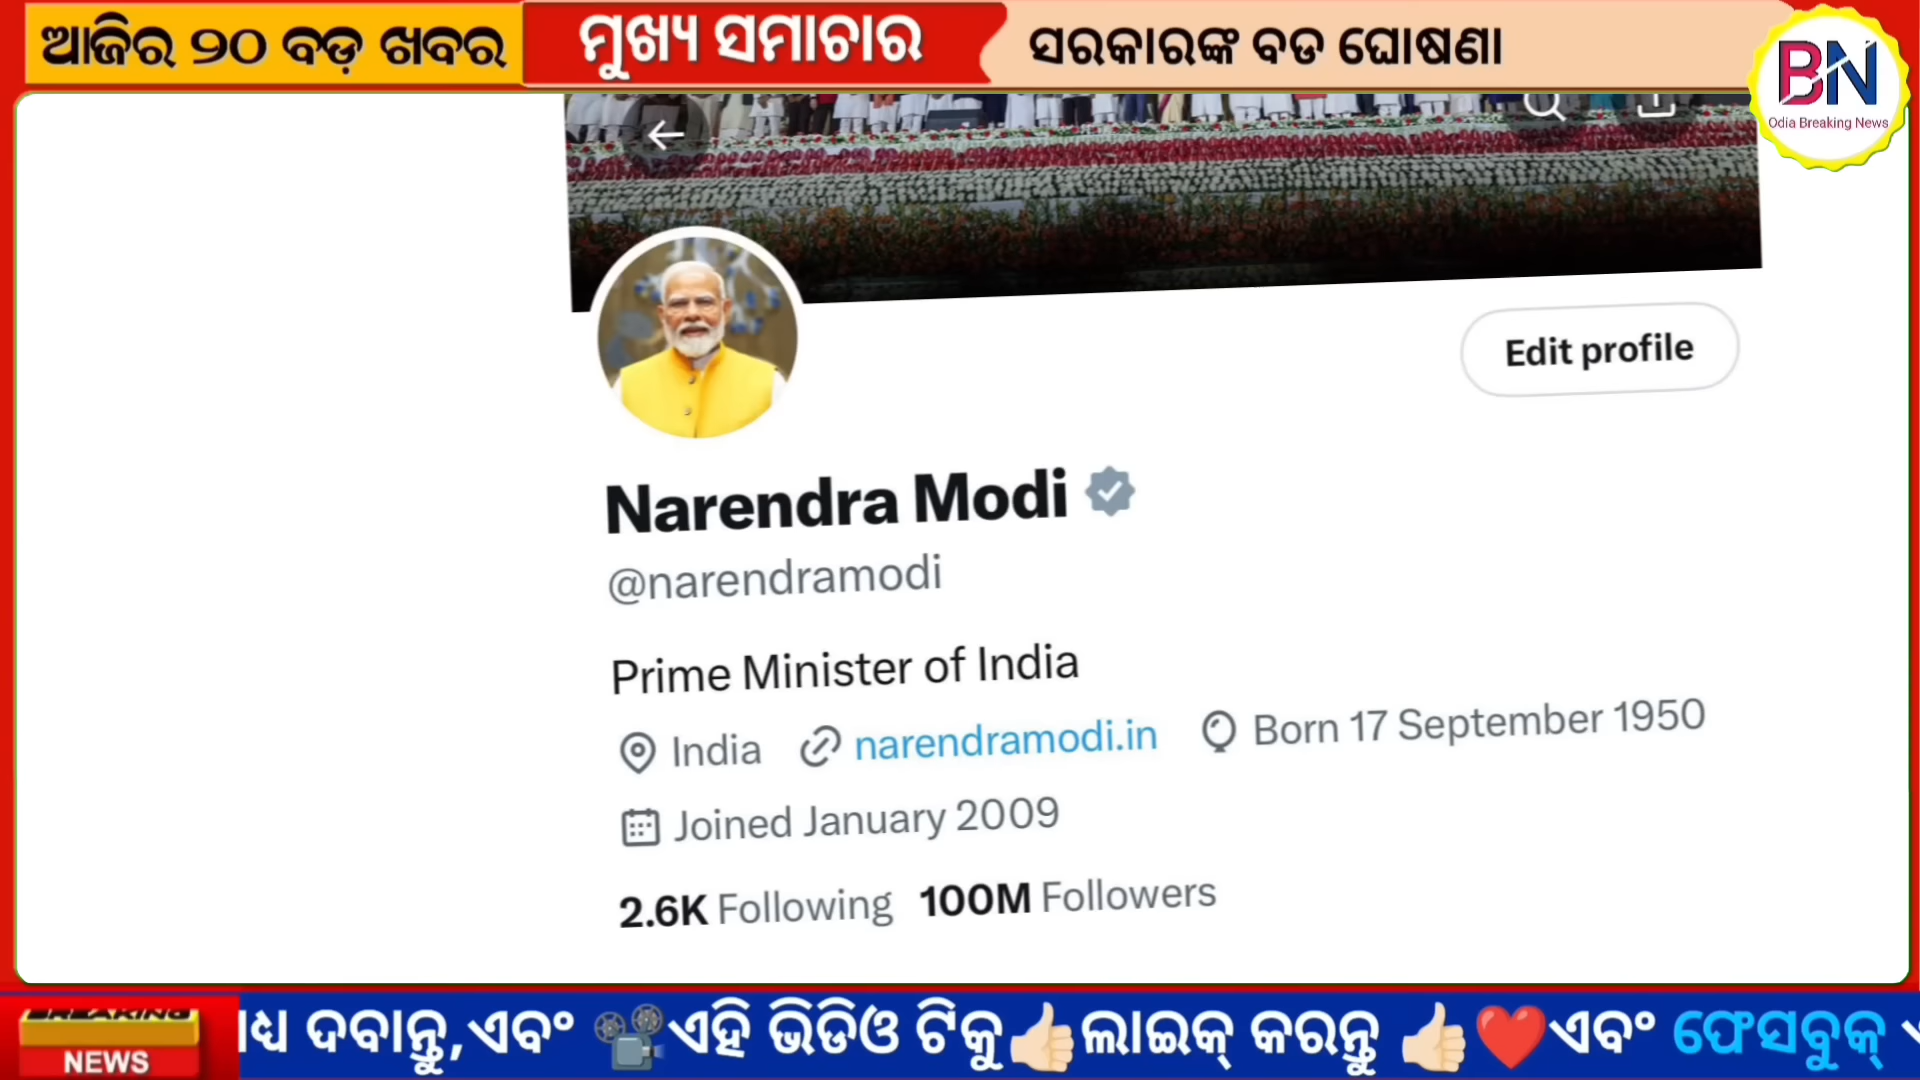 ଆଜିର ୨୦ ବଡ଼ ଖବର
ମୁଖ୍ୟ ସମାଚାର
ସରକାରଙ୍କ ବଡ ଘୋଷଣା
BN
Odia Breaking News
Edit profile
Narendra Modi
@narendramodi
Prime Minister of India
India narendramodi.in Born 17 September 1950
Joined January 2009
2.6K Following 100M Followers
NEWS
ଦବାନ୍ତୁ,ଏବଂ 📽️ଏହି ଭିଡିଓ ଟିକୁ👍🏻ଲାଇକ୍ କରନ୍ତୁ 👍🏻❤️ଏବଂ ଫେସବୁକ୍